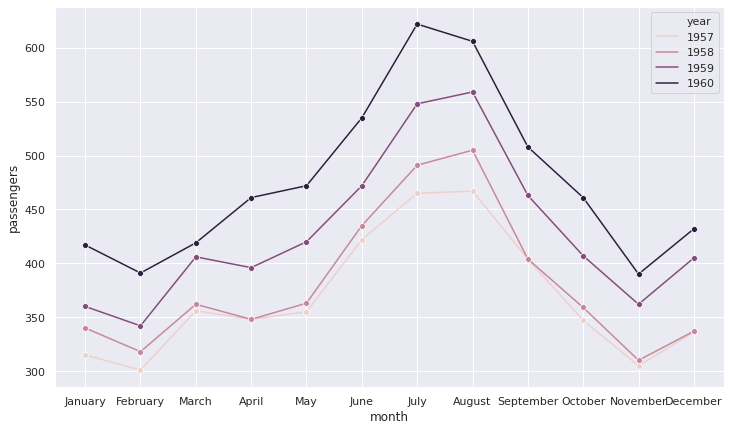 year
1957
1958
1959
1960
600
550
500
450
400
350
300
passengers
January February March April May June July August September October November December
month